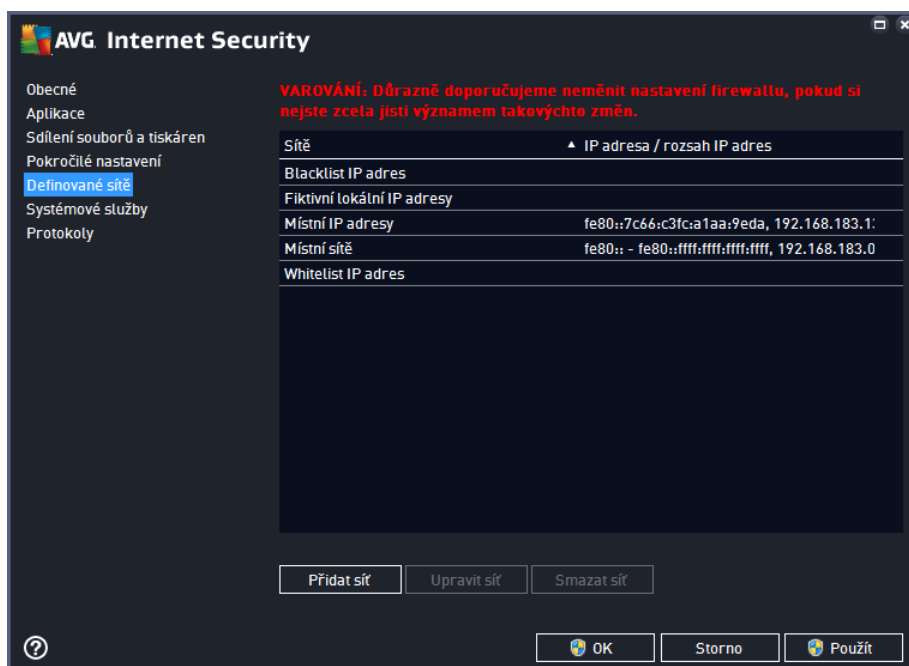 AVG Internet Security
Obecné
Aplikace
Sdílení souborů a tiskáren
Pokročilé nastavení
Definované sítě
Systémové služby
Protokoly
VAROVÁNÍ: Důrazně doporučujeme neměnit nastavení firewallu, pokud si
nejste zcela jisti významem takovýchto změn.
Sítě ▲ IP adresa / rozsah IP adres
Blacklist IP adres
Fiktivní lokální IP adresy
Místní IP adresy fe80::7c66:c3fc:a1aa:9eda, 192.168.183.1
Místní sítě fe80:: - fe80::ffff:ffff:ffff:ffff, 192.168.183.0
Whitelist IP adres
Přidat síť Upravit síť Smazat síť
? OK Storno Použít